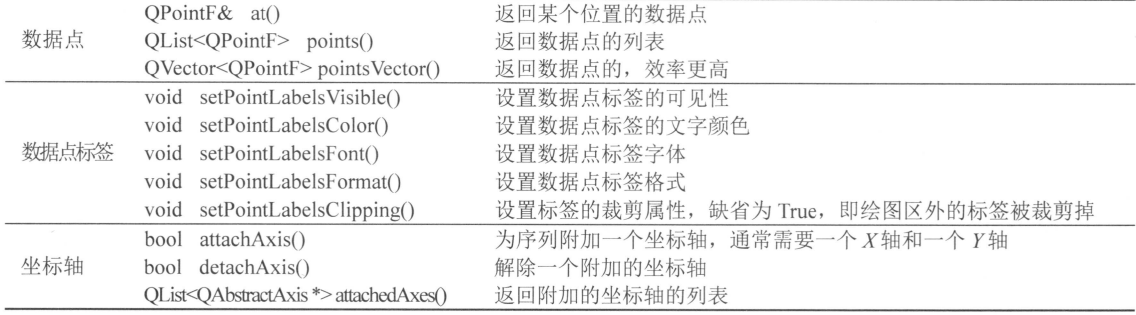 QPointF& at() 返回某个位置的数据点
数据点 QList<QPointF> points() 返回数据点的列表
QVector<QPointF> pointsVector() 返回数据点的，效率更高
void setPointLabelsVisible() 设置数据点标签的可见性
void setPointLabelsColor() 设置数据点标签的文字颜色
数据点标签 void setPointLabelsFont() 设置数据点标签字体
void setPointLabelsFormat() 设置数据点标签格式
void setPointLabelsClipping() 设置标签的裁剪属性，缺省为 True，即绘图区外的标签被裁剪掉
bool attachAxis() 为序列附加一个坐标轴，通常需要一个 X 轴和一个 Y 轴
坐标轴 bool detachAxis() 解除一个附加的坐标轴
QList<QAbstractAxis *> attachedAxes() 返回附加的坐标轴的列表